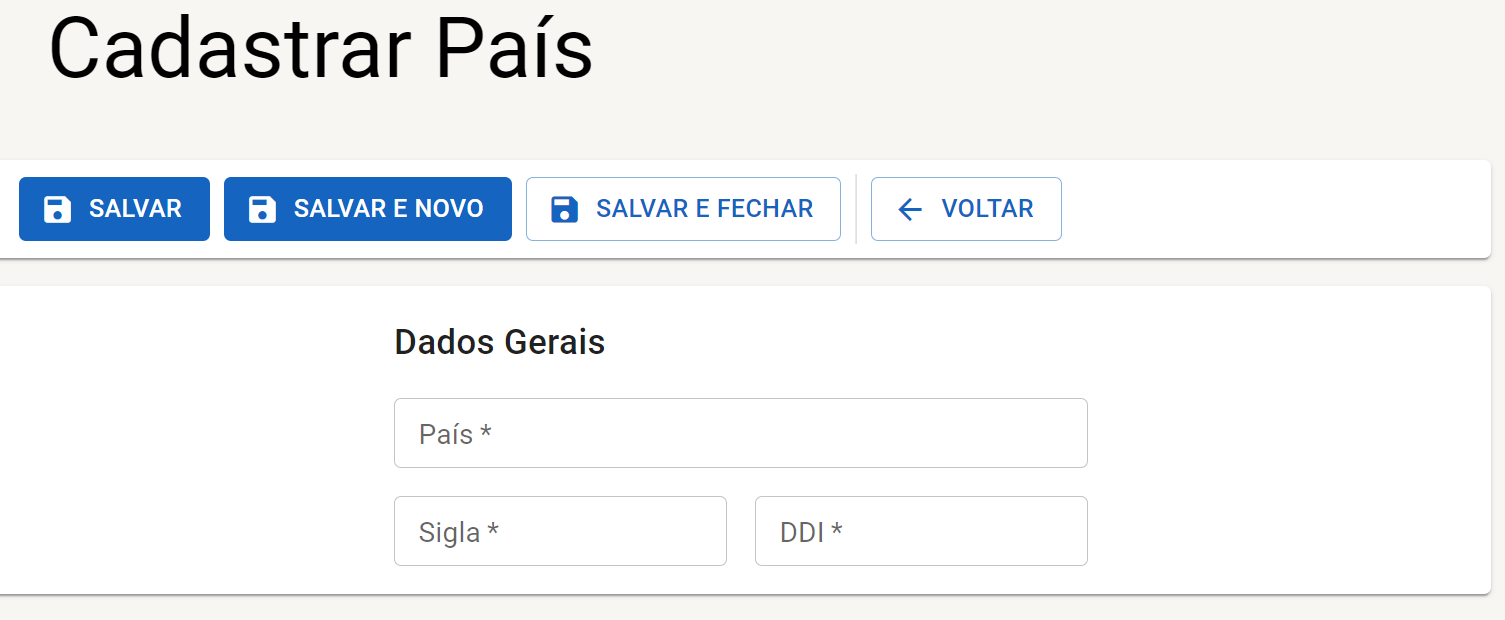 Cadastrar País
SALVAR SALVAR E NOVO SALVAR E FECHAR VOLTAR
Dados Gerais
País *
Sigla * DDI *